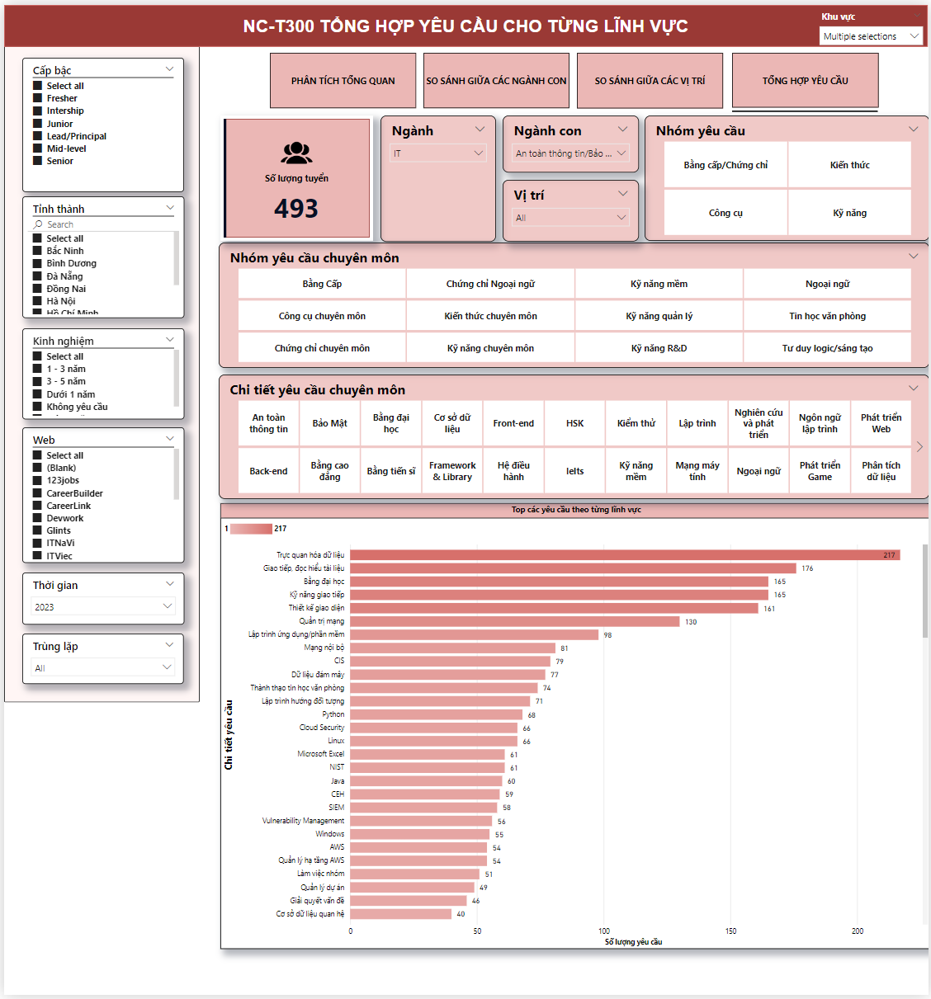 NC-T300 TỔNG HỢP YÊU CẦU CHO TỪNG LĨNH VỰC
Khu vực
Multiple selections
Cấp bậc
Select all
Fresher
Intership
Junior
Lead/Principal
Mid-level
Senior
Tỉnh thành
Search
Select all
Bắc Ninh
Bình Dương
Đà Nẵng
Đồng Nai
Hà Nội
Hồ Chí Minh
Kinh nghiệm
Select all
1 - 3 năm
3 - 5 năm
Dưới 1 năm
Không yêu cầu
Web
Select all
(Blank)
123jobs
CareerBuilder
CareerLink
Devwork
Glints
ITNaVi
ITViec
Thời gian
2023
Trùng lặp
All
PHÂN TÍCH TỔNG QUAN
SO SÁNH GIỮA CÁC NGÀNH CON
SO SÁNH GIỮA CÁC VỊ TRÍ
TỔNG HỢP YÊU CẦU
Số lượng tuyển
493
Ngành
IT
Ngành con
An toàn thông tin/Bảo ...
Vị trí
All
Nhóm yêu cầu
Bằng cấp/Chứng chỉ
Kiến thức
Công cụ
Kỹ năng
Nhóm yêu cầu chuyên môn
Bằng Cấp
Chứng chỉ Ngoại ngữ
Kỹ năng mềm
Ngoại ngữ
Công cụ chuyên môn
Kiến thức chuyên môn
Kỹ năng quản lý
Tin học văn phòng
Chứng chỉ chuyên môn
Kỹ năng chuyên môn
Kỹ năng R&D
Tư duy logic/sáng tạo
Chi tiết yêu cầu chuyên môn
An toàn
thông tin
Bảo Mật
Bằng đại
học
Cơ sở dữ
liệu
Front-end
HSK
Kiểm thử
Lập trình
Nghiên cứu
và phát
triển
Ngôn ngữ
lập trình
Phát triển
Web
Back-end
Bằng cao
đẳng
Bằng tiến sĩ
Framework
& Library
Hệ điều
hành
Ielts
Kỹ năng
mềm
Mạng máy
tính
Ngoại ngữ
Phát triển
Game
Phân tích
dữ liệu
Top các yêu cầu theo từng lĩnh vực
1 217
Chi tiết yêu cầu
Trực quan hóa dữ liệu 217
Giao tiếp, đọc hiểu tài liệu 176
Bằng đại học 165
Kỹ năng giao tiếp 165
Thiết kế giao diện 161
Quản trị mạng 130
Lập trình ứng dụng/phần mềm 98
Mạng nội bộ 81
CIS 79
Dữ liệu đám mây 77
Thành thạo tin học văn phòng 74
Lập trình hướng đối tượng 71
Python 68
Cloud Security 66
Linux 66
Microsoft Excel 61
NIST 61
Java 60
CEH 59
SIEM 58
Vulnerability Management 56
Windows 55
AWS 54
Quản lý hạ tầng AWS 54
Làm việc nhóm 51
Quản lý dự án 49
Giải quyết vấn đề 46
Cơ sở dữ liệu quan hệ 40
0 50 100 150 200
Số lượng yêu cầu